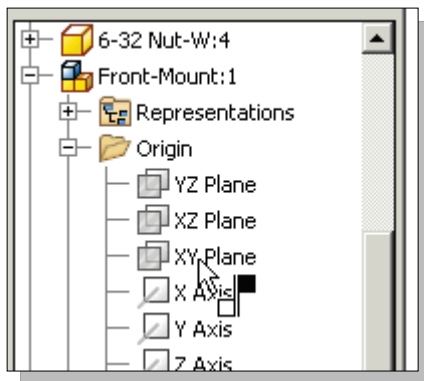 6-32 Nut-W:4
Front-Mount:1
Representations
Origin
YZ Plane
XZ Plane
XY Plane
X Axis
Y Axis
Z Axis